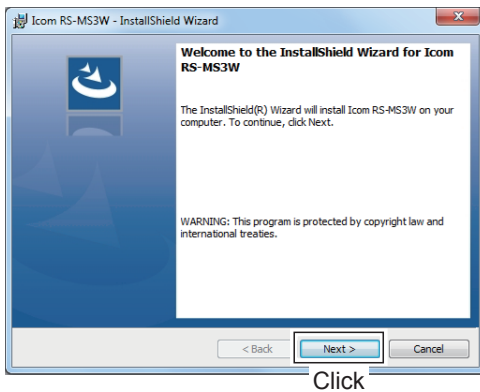 Icom RS-MS3W - InstallShield Wizard
Welcome to the InstallShield Wizard for Icom
RS-MS3W
The InstallShield(R) Wizard will install Icom RS-MS3W on your
computer. To continue, click Next.
WARNING: This program is protected by copyright law and
international treaties.
< Back Next > Cancel
Click